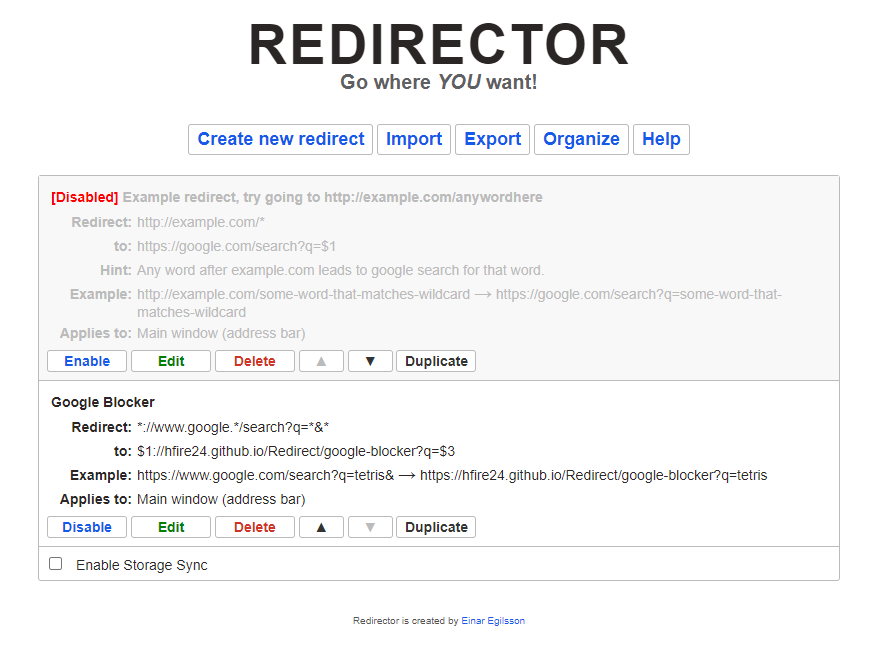 REDIRECTOR
Go where YOU want!
Create new redirect Import Export Organize Help
[Disabled] Example redirect, try going to http://example.com/anywordhere
Redirect: http://example.com/*
to: https://google.com/search?q=$1
Hint: Any word after example.com leads to google search for that word.
Example: http://example.com/some-word-that-matches-wildcard → https://google.com/search?q=some-word-that-
matches-wildcard
Applies to: Main window (address bar)
Enable Edit Delete ▲ ▼ Duplicate
Google Blocker
Redirect: *://www.google.*/search?q=*&*
to: $1://hfire24.github.io/Redirect/google-blocker?q=$3
Example: https://www.google.com/search?q=tetris& → https://hfire24.github.io/Redirect/google-blocker?q=tetris
Applies to: Main window (address bar)
Disable Edit Delete ▲ ▼ Duplicate
Enable Storage Sync
Redirector is created by Einar Egilsson